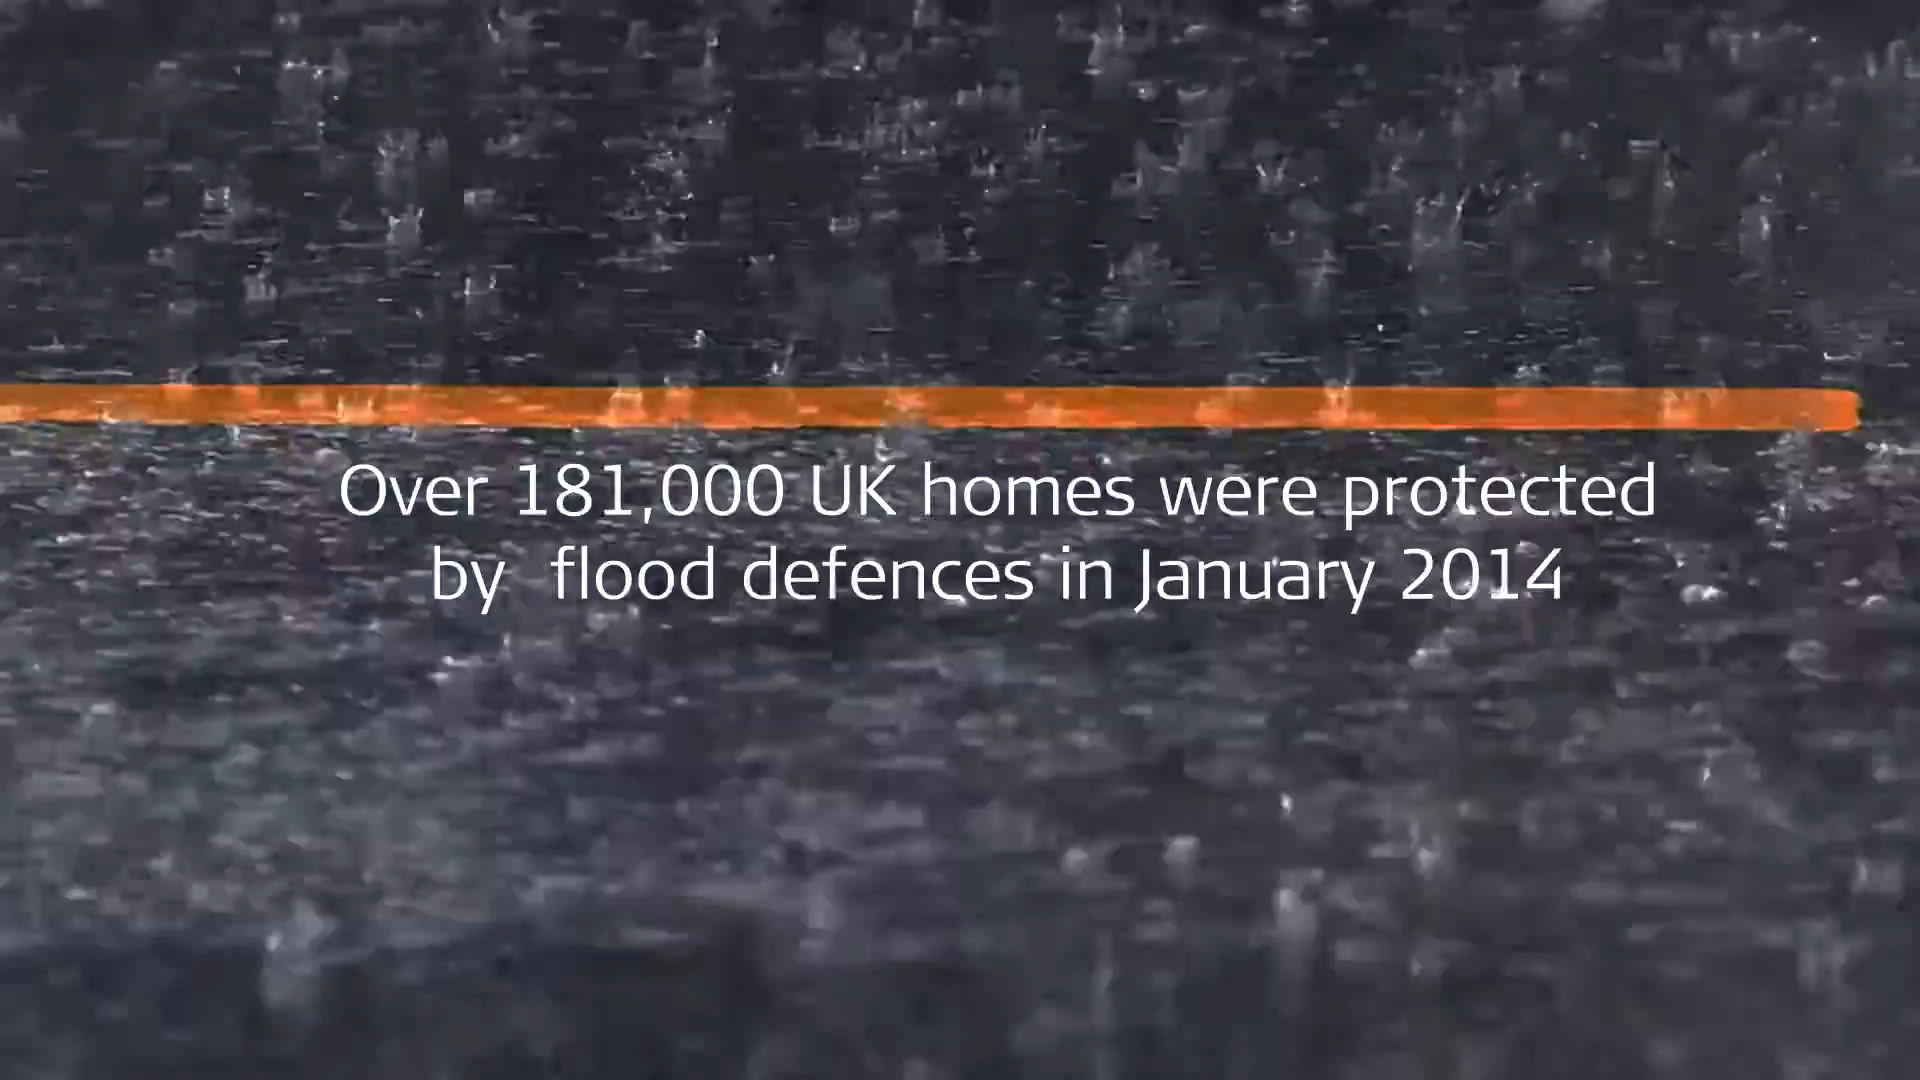 Over 181,000 UK homes were protected
by  flood defences in January 2014